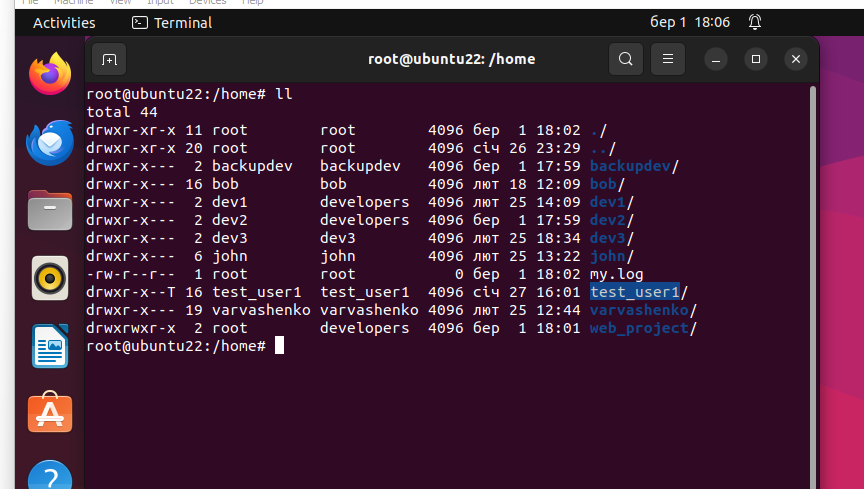 File Machine View Input Devices Help
Activities Terminal бер 1 18:06
root@ubuntu22: /home
root@ubuntu22:/home# ll
total 44
drwxr-xr-x 11 root root 4096 бер 1 18:02 ./
drwxr-xr-x 20 root root 4096 січ 26 23:29 ../
drwxr-x--- 2 backupdev backupdev 4096 бер 1 17:59 backupdev/
drwxr-x--- 16 bob bob 4096 лют 18 12:09 bob/
drwxr-x--- 2 dev1 developers 4096 лют 25 14:09 dev1/
drwxr-x--- 2 dev2 developers 4096 бер 1 17:59 dev2/
drwxr-x--- 2 dev3 dev3 4096 лют 25 18:34 dev3/
drwxr-x--- 6 john john 4096 лют 25 13:22 john/
-rw-r--r-- 1 root root 0 бер 1 18:02 my.log
drwxr-x--T 16 test_user1 test_user1 4096 січ 27 16:01 test_user1/
drwxr-x--- 19 varvashenko varvashenko 4096 лют 25 12:44 varvashenko/
drwxrwxr-x 2 root developers 4096 бер 1 18:01 web_project/
root@ubuntu22:/home#